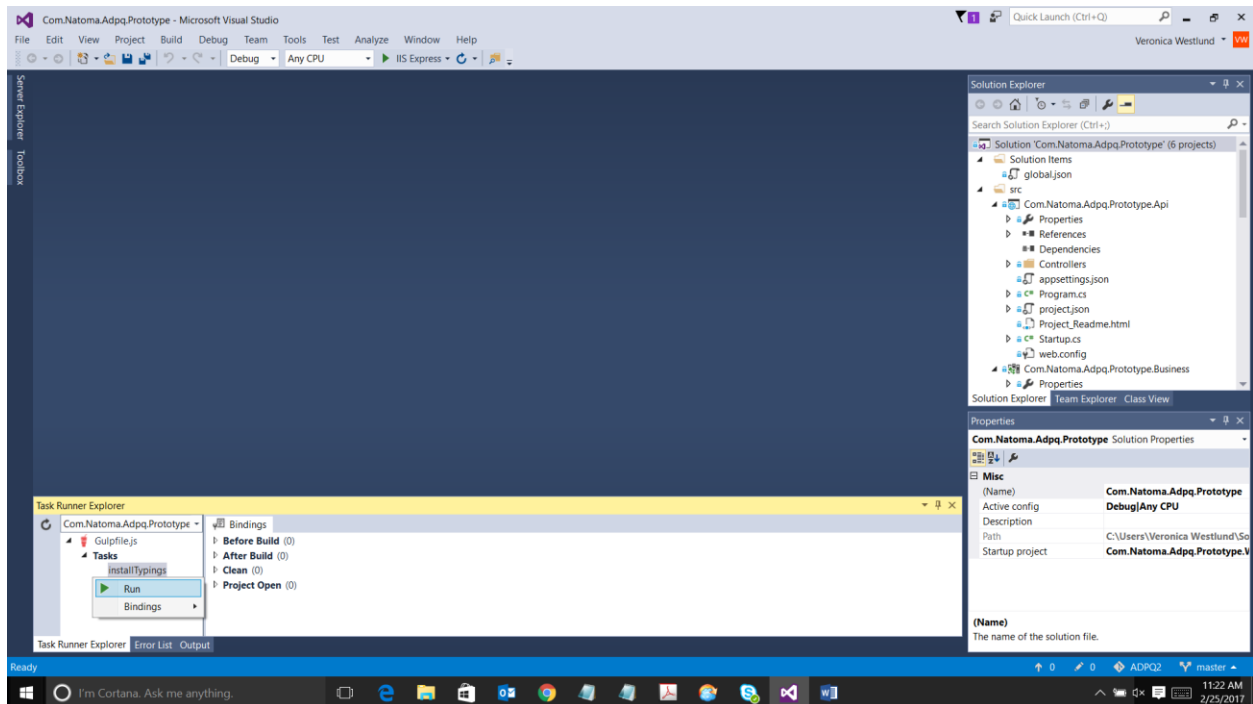 Com.Natoma.Adpq.Prototype - Microsoft Visual Studio
1
Quick Launch (Ctrl+Q)
File Edit View Project Build Debug Team Tools Test Analyze Window Help
Veronica Westlund
VW
Debug Any CPU IIS Express
Server Explorer
Toolbox
Solution Explorer
Search Solution Explorer (Ctrl+;)
Solution 'Com.Natoma.Adpq.Prototype' (6 projects)
Solution Items
global.json
src
Com.Natoma.Adpq.Prototype.Api
Properties
References
Dependencies
Controllers
appsettings.json
C# Program.cs
project.json
Project_Readme.html
C# Startup.cs
web.config
Com.Natoma.Adpq.Prototype.Business
Properties
Solution Explorer Team Explorer Class View
Properties
Com.Natoma.Adpq.Prototype Solution Properties
Misc
(Name) Com.Natoma.Adpq.Prototype
Active config Debug|Any CPU
Description
Path C:\Users\Veronica Westlund\So
Startup project Com.Natoma.Adpq.Prototype.V
(Name)
The name of the solution file.
Task Runner Explorer
Com.Natoma.Adpq.Prototype
Bindings
Gulpfile.js
Before Build (0)
Tasks
After Build (0)
installTypings
Clean (0)
Run
Project Open (0)
Bindings
Task Runner Explorer Error List Output
Ready
0 0 ADPQ2 master
I'm Cortana. Ask me anything.
11:22 AM
2/25/2017